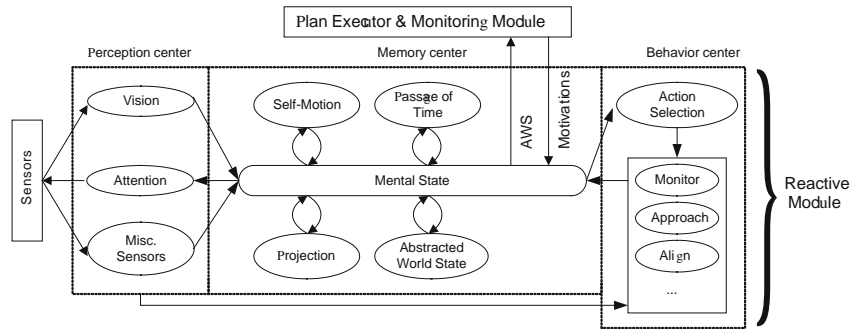 Plan Executor & Monitoring Module
Perception center
Memory center
Behavior center
Vision
Self-Motion
Passage of
Time
AWS
Motivations
Action
Selection
Sensors
Attention
Mental State
Monitor
Reactive
Module
Approach
Misc.
Sensors
Projection
Abstracted
World State
Align
...